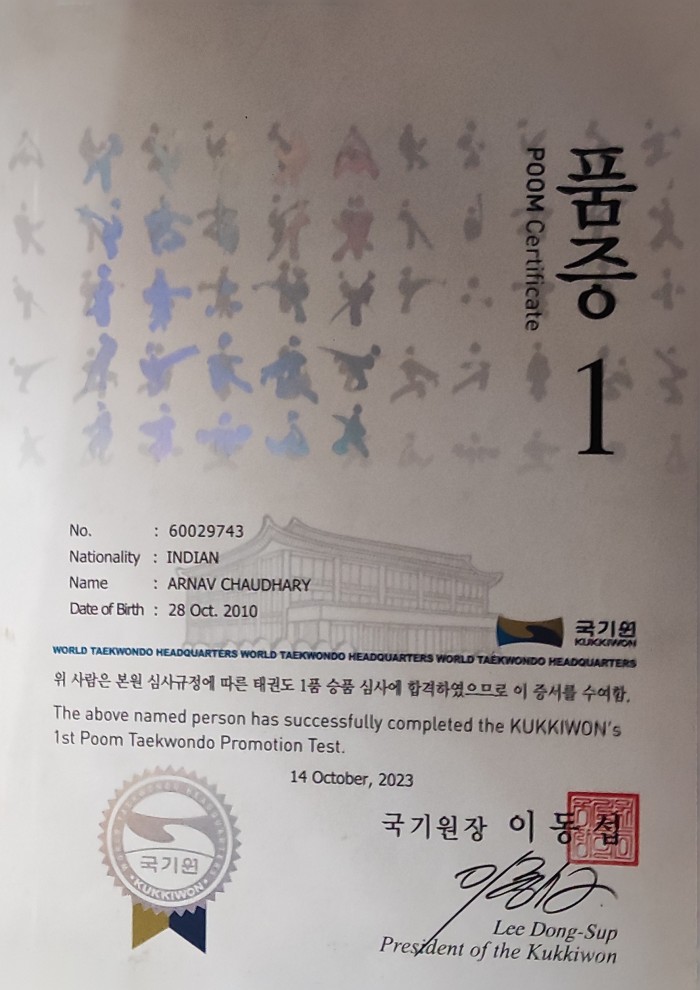 품증
POOM Certificate
1
No. : 60029743
Nationality : INDIAN
Name : ARNAV CHAUDHARY
Date of Birth : 28 Oct. 2010
국기원
KUKKIWON
WORLD TAEKWONDO HEADQUARTERS WORLD TAEKWONDO HEADQUARTERS WORLD TAEKWONDO HEADQUARTERS
위 사람은 본원 심사규정에 따른 태권도 1품 승품 심사에 합격하였으므로 이 증서를 수여함.
The above named person has successfully completed the KUKKIWON's
1st Poom Taekwondo Promotion Test.
14 October, 2023
국기원장 이동섭
Lee Dong-Sup
President of the Kukkiwon
WORLD TAEKWONDO HEADQUARTERS
국기원
KUKKIWON